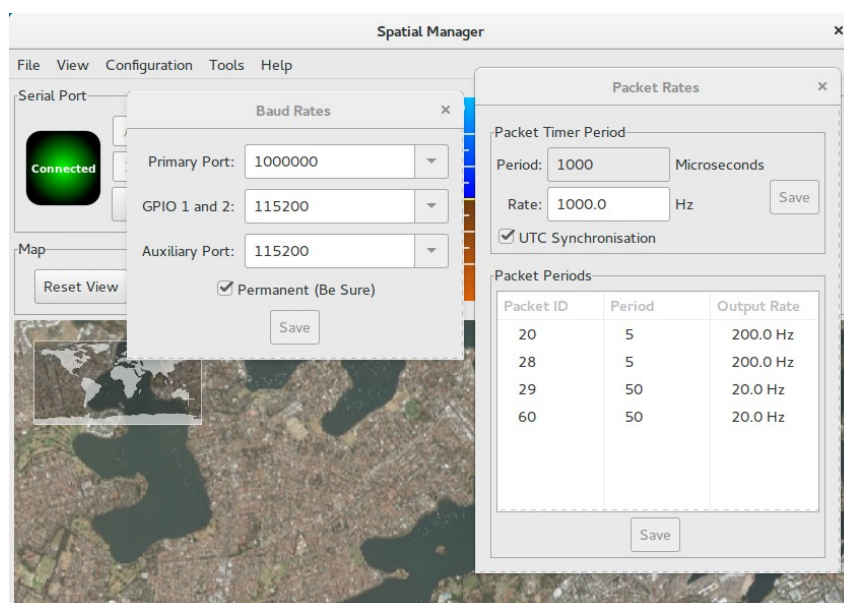 Spatial Manager
File View Configuration Tools Help
Serial Port
Connected
Map
Reset View
Baud Rates
Primary Port: 1000000
GPIO 1 and 2: 115200
Auxiliary Port: 115200
Permanent (Be Sure)
Save
Packet Rates
Packet Timer Period
Period: 1000 Microseconds
Rate: 1000.0 Hz
Save
UTC Synchronisation
Packet Periods
Packet ID Period Output Rate
20 5 200.0 Hz
28 5 200.0 Hz
29 50 20.0 Hz
60 50 20.0 Hz
Save